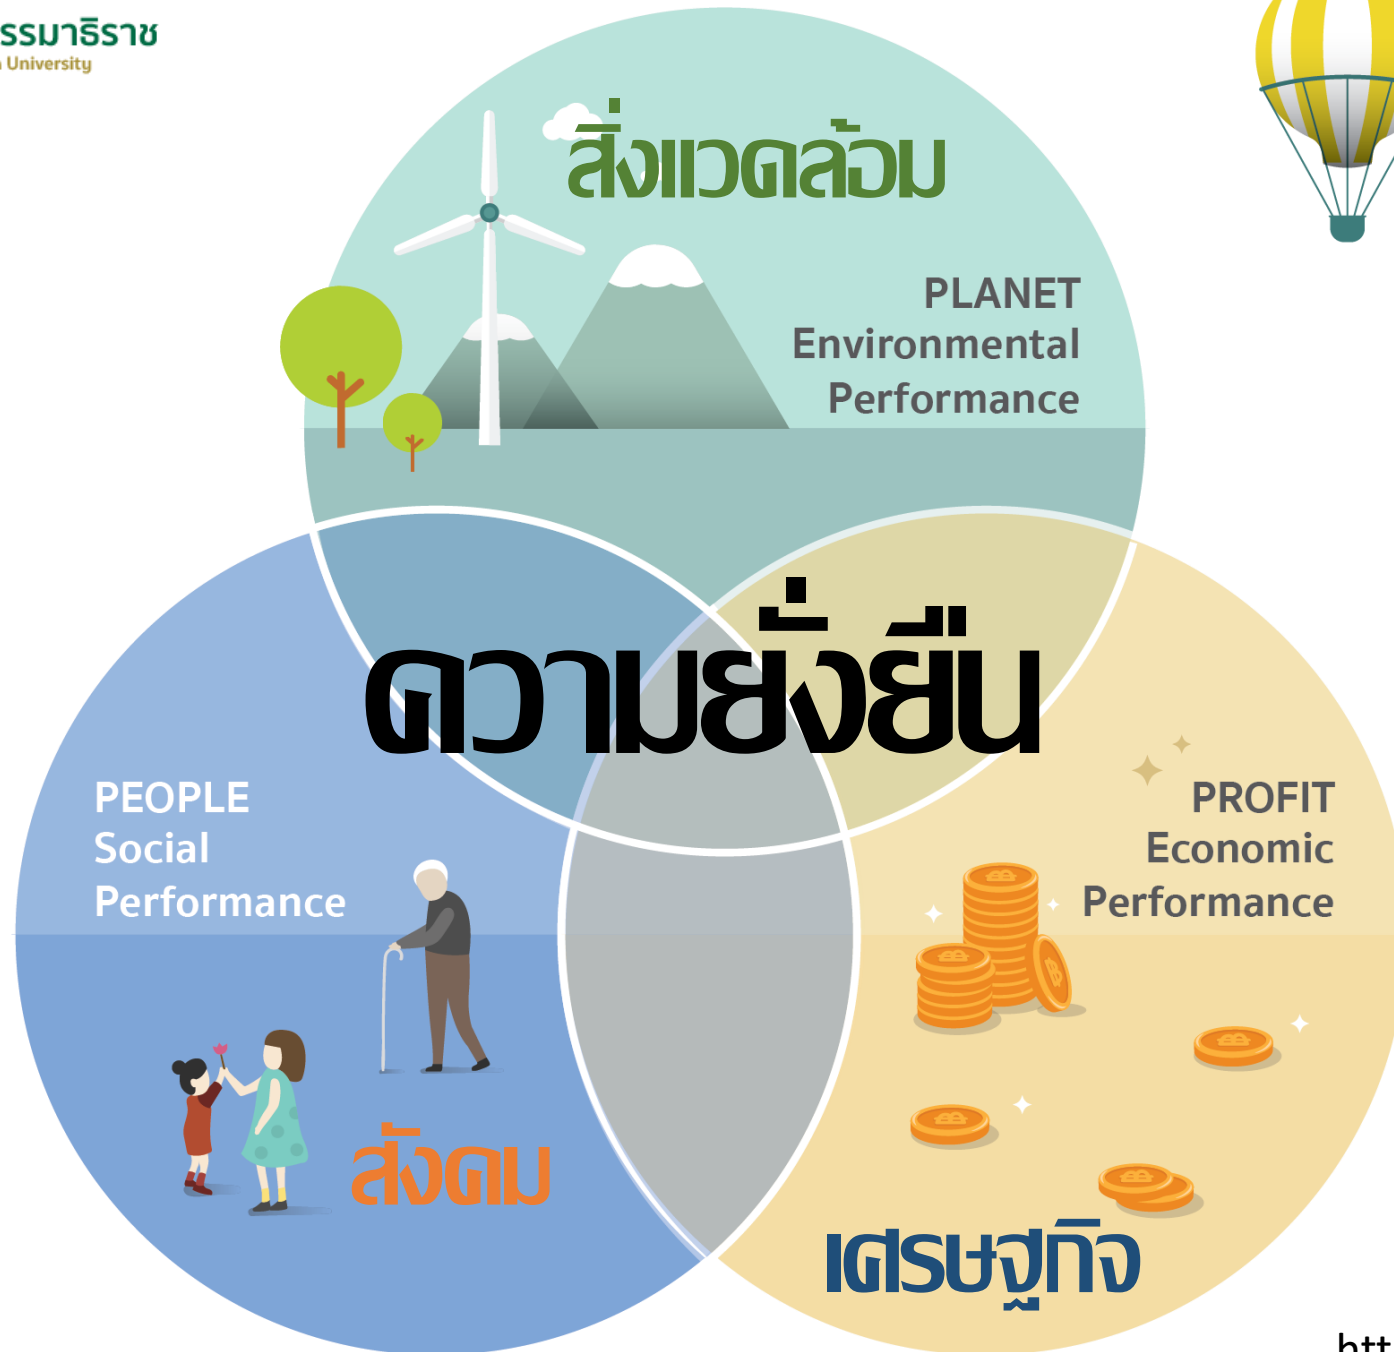 รรมาธิราช
University
สิ่งแวดล้อม
PLANET
Environmental
Performance
ความยั่งยืน
PEOPLE
Social
Performance
PROFIT
Economic
Performance
สังคม
เศรษฐกิจ
htt